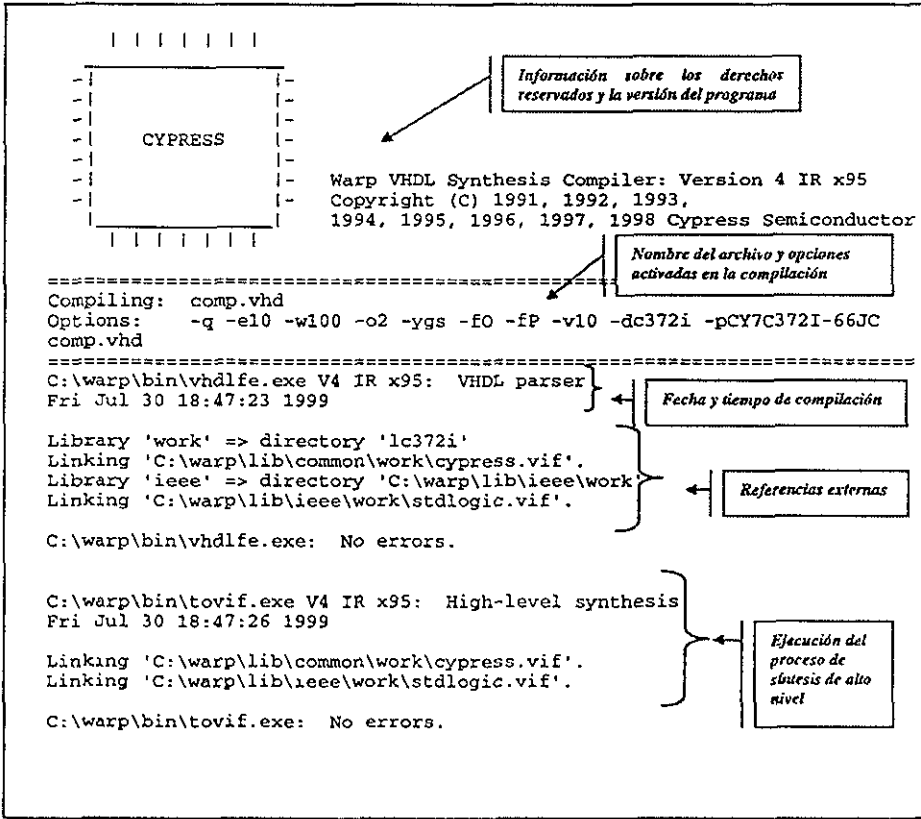 CYPRESS
Información sobre los derechos
reservados y la versión del programa
Warp VHDL Synthesis Compiler: Version 4 IR x95
Copyright (C) 1991, 1992, 1993,
1994, 1995, 1996, 1997, 1998 Cypress Semiconductor
Nombre del archivo y opciones
activadas en la compilación
======================================================================
Compiling:  comp.vhd
Options:    -q -e10 -w100 -o2 -ygs -fO -fP -v10 -dc372i -pCY7C372I-66JC
comp.vhd
======================================================================
C:\warp\bin\vhdlfe.exe V4 IR x95:  VHDL parser
Fri Jul 30 18:47:23 1999
Fecha y tiempo de compilación
Library 'work' => directory 'lc372i'
Linking 'C:\warp\lib\common\work\cypress.vif'.
Library 'ieee' => directory 'C:\warp\lib\ieee\work'
Linking 'C:\warp\lib\ieee\work\stdlogic.vif'.
Referencias externas
C:\warp\bin\vhdlfe.exe:  No errors.
C:\warp\bin\tovif.exe V4 IR x95:  High-level synthesis
Fri Jul 30 18:47:26 1999
Linking 'C:\warp\lib\common\work\cypress.vif'.
Linking 'C:\warp\lib\ieee\work\stdlogic.vif'.
Ejecución del
proceso de
síntesis de alto
nivel
C:\warp\bin\tovif.exe:  No errors.